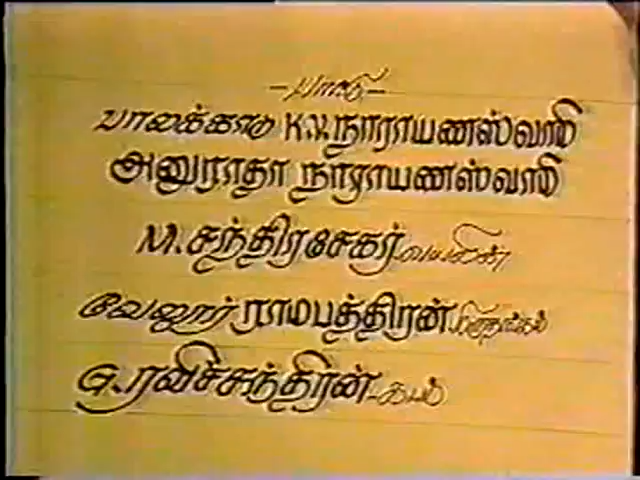 -பாட்டு-
பாலக்காடு K.V.நாராயணஸ்வாமி
அனுராதா நாராயணஸ்வாமி
M.சந்திரசேகர்-வயலின்
வேலூர் ராமபத்திரன்-மிருதங்கம்
G.ரவிச்சந்திரன்-கடம்